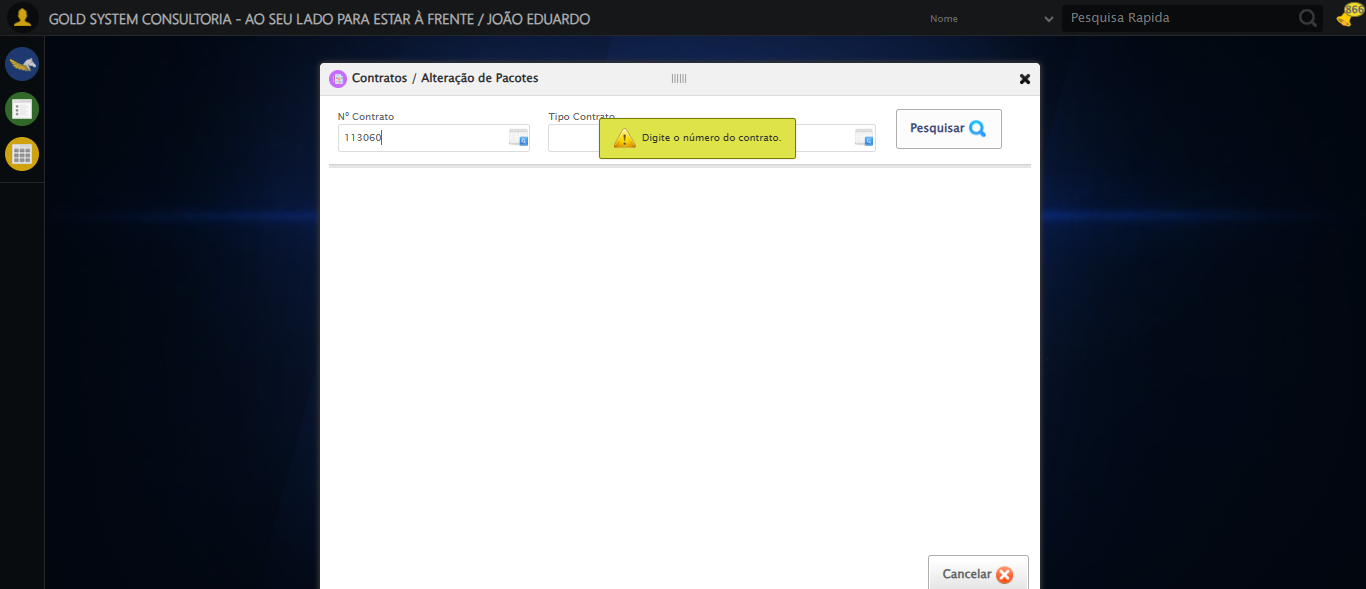 GOLD SYSTEM CONSULTORIA - AO SEU LADO PARA ESTAR À FRENTE / JOÃO EDUARDO
Nome
Pesquisa Rapida
866
Contratos / Alteração de Pacotes
Nº Contrato
Tipo Contrato
113060
Digite o número do contrato.
Pesquisar
Cancelar